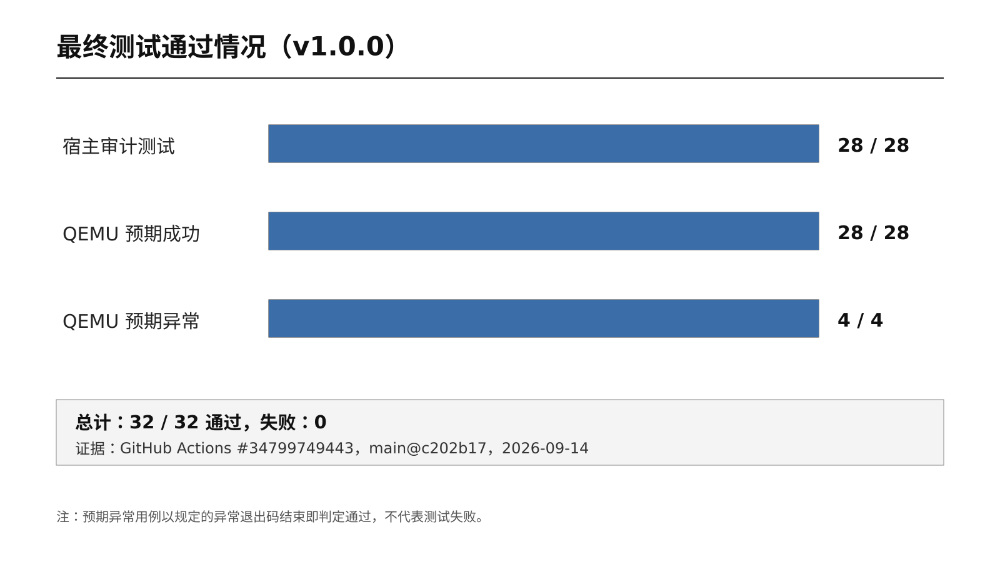 最终测试通过情况（v1.0.0）
宿主审计测试 28 / 28
QEMU 预期成功 28 / 28
QEMU 预期异常 4 / 4
总计：32 / 32 通过，失败：0
证据：GitHub Actions #34799749443，main@c202b17，2026-09-14
注：预期异常用例以规定的异常退出码结束即判定通过，不代表测试失败。